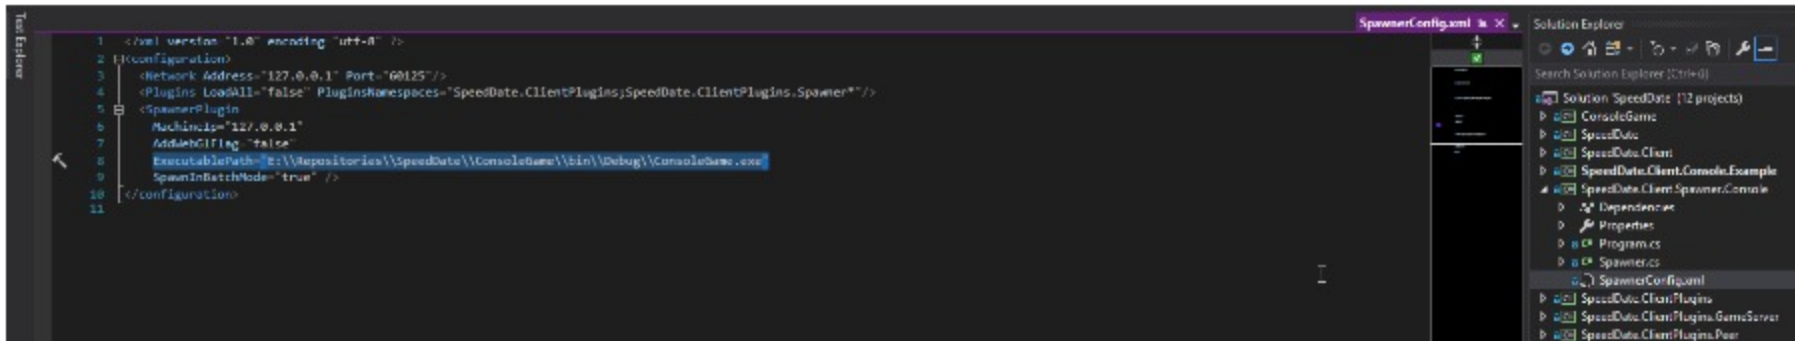 Test Explorer
SpawnerConfig.xml
1 <?xml version="1.0" encoding="utf-8" ?>
2 <configuration>
3 <Network Address="127.0.0.1" Port="60125"/>
4 <Plugins LoadAll="false" PluginsNamespaces="SpeedDate.ClientPlugins;SpeedDate.ClientPlugins.Spawner*"/>
5 <SpawnerPlugin
6 MachineIp="127.0.0.1"
7 AddWebGlFlag="false"
8 ExecutablePath="E:\\Repositories\\SpeedDate\\ConsoleGame\\bin\\Debug\\ConsoleGame.exe"
9 SpawnInBatchMode="true" />
10 </configuration>
11
Solution Explorer
Search Solution Explorer (Ctrl+ü)
Solution 'SpeedDate' (12 projects)
ConsoleGame
SpeedDate
SpeedDate.Client
SpeedDate.Client.Console.Example
SpeedDate.Client.Spawner.Console
Dependencies
Properties
Program.cs
Spawner.cs
SpawnerConfig.xml
SpeedDate.ClientPlugins
SpeedDate.ClientPlugins.GameServer
SpeedDate.ClientPlugins.Peer